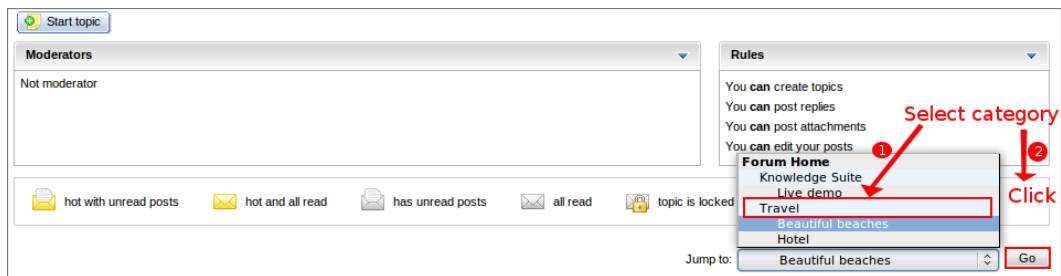 Start topic
Moderators
Not moderator
Rules
You can create topics
You can post replies
You can post attachments
You can edit your posts
Select category
1
2
Click
Forum Home
Knowledge Suite
Live demo
Travel
Beautiful beaches
Hotel
hot with unread posts
hot and all read
has unread posts
all read
topic is locked
Jump to:
Beautiful beaches
Go